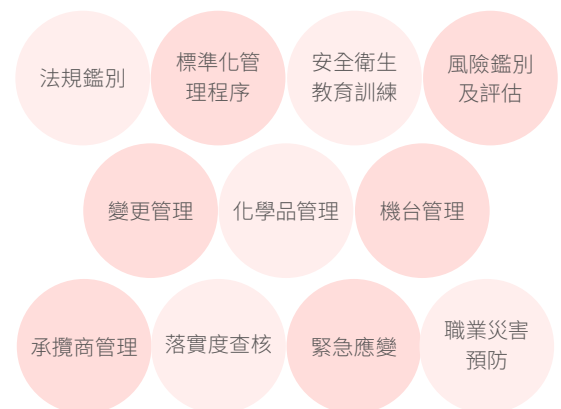 法規鑑別
標準化管
理程序
安全衛生
教育訓練
風險鑑別
及評估
變更管理
化學品管理
機台管理
承攬商管理
落實度查核
緊急應變
職業災害
預防